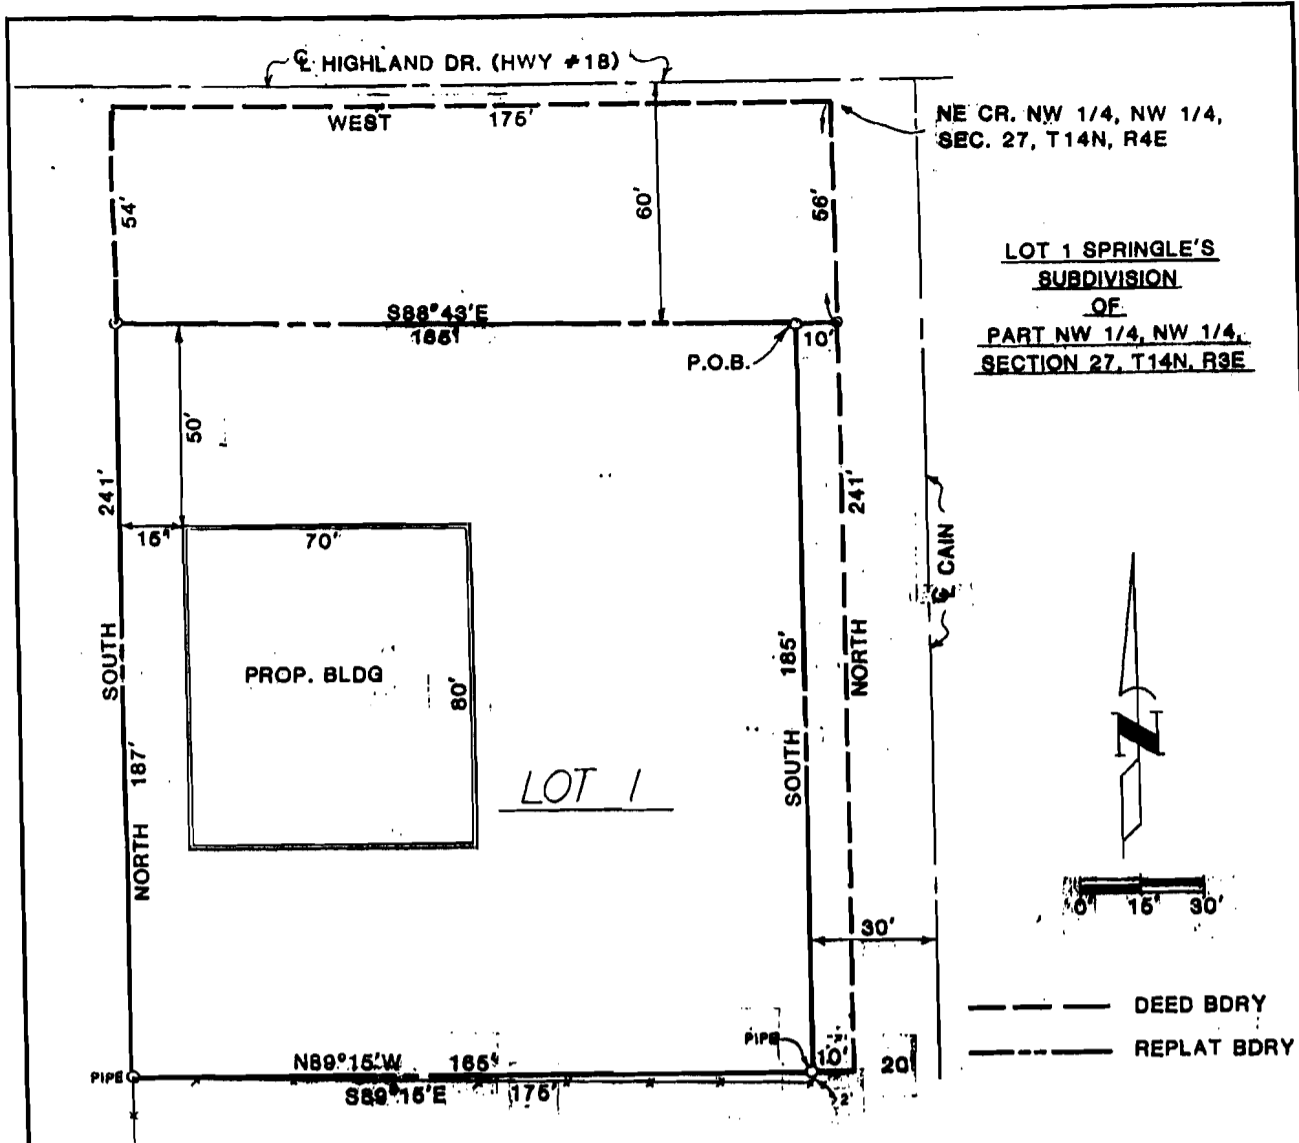 ℄ HIGHLAND DR. (HWY #18)
WEST 175'
NE CR. NW 1/4, NW 1/4,
SEC. 27, T14N, R4E
54'
60'
56'
LOT 1 SPRINGLE'S
SUBDIVISION
OF
PART NW 1/4, NW 1/4,
SECTION 27, T14N, R3E
S88°43'E
165'
10'
P.O.B.
50'
241'
241'
15'
70'
℄ CAIN
SOUTH
185'
NORTH
PROP. BLDG
80'
187'
SOUTH
LOT 1
N
NORTH
0' 15' 30'
30'
DEED BDRY
PIPE
REPLAT BDRY
N89°15'W 165'
10'
20'
PIPE
S89°15'E 175'
2'